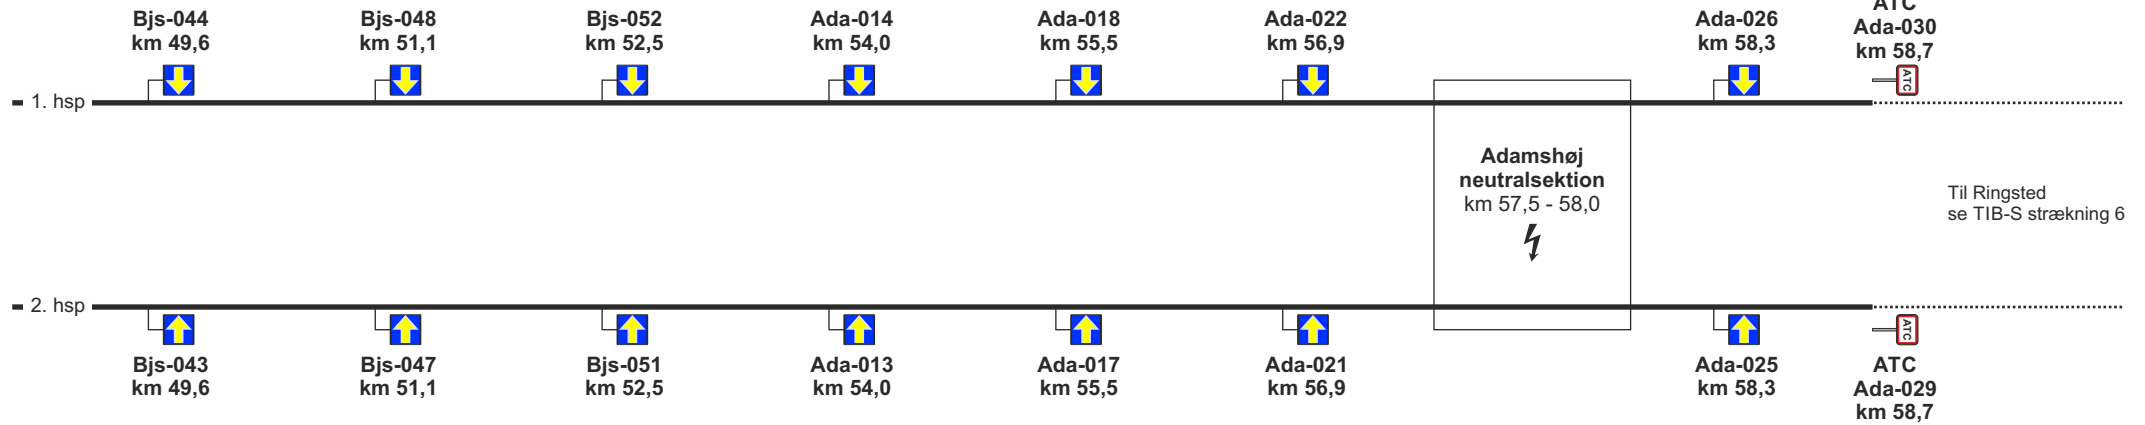 Bjs-044
km 49,6
Bjs-048
km 51,1
Bjs-052
km 52,5
Ada-014
km 54,0
Ada-018
km 55,5
Ada-022
km 56,9
Ada-026
km 58,3
ATC
Ada-030
km 58,7
ATC
1. hsp
Adamshøj
neutralsektion
km 57,5 - 58,0
Til Ringsted
se TIB-S strækning 6
2. hsp
ATC
Bjs-043
km 49,6
Bjs-047
km 51,1
Bjs-051
km 52,5
Ada-013
km 54,0
Ada-017
km 55,5
Ada-021
km 56,9
Ada-025
km 58,3
ATC
Ada-029
km 58,7